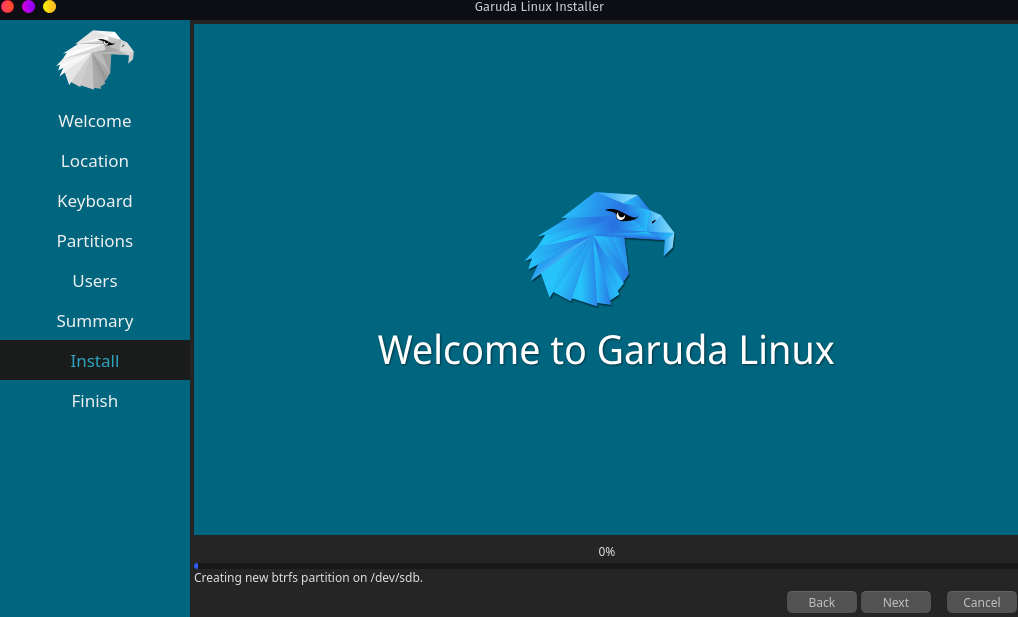 Garuda Linux Installer
Welcome
Location
Keyboard
Partitions
Users
Summary
Install
Finish
Welcome to Garuda Linux
0%
Creating new btrfs partition on /dev/sdb.
Back
Next
Cancel